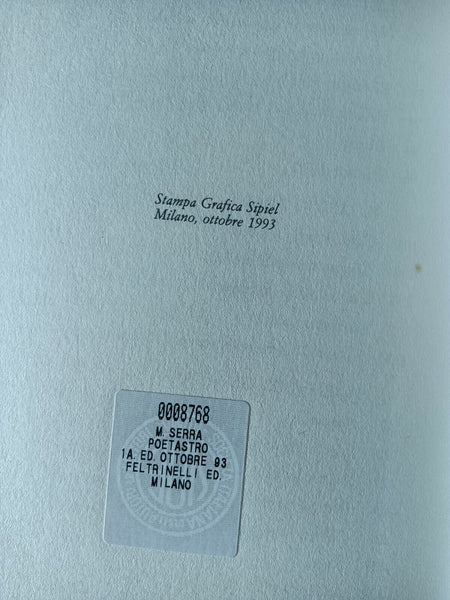 Stampa Grafica Sipiel
Milano, ottobre 1993
0008768
M. SERRA
POETASTRO
1A. ED. OTTOBRE 93
FELTRINELLI ED.
MILANO